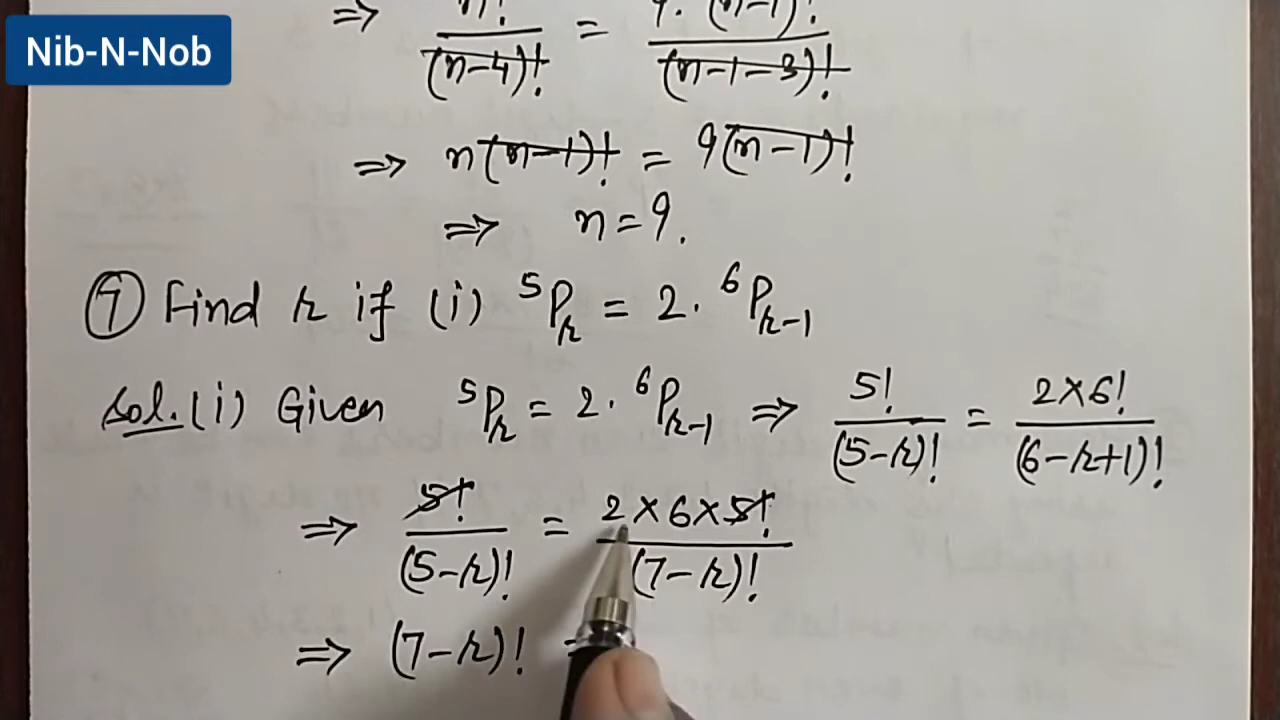 Nib-N-Nob
⇒ n!/(n-4)! = 9.(n-1)!/(n-1-3)!
⇒ n(n-1)! = 9(n-1)!
⇒ n = 9.
⑦ Find r if (i) ⁵Pᵣ = 2. ⁶Pᵣ₋₁
Sol. (i) Given ⁵Pᵣ = 2. ⁶Pᵣ₋₁ ⇒ 5!/(5-r)! = 2×6!/(6-r+1)!
⇒ 5!/(5-r)! = 2×6×5!/(7-r)!
⇒ (7-r)! =